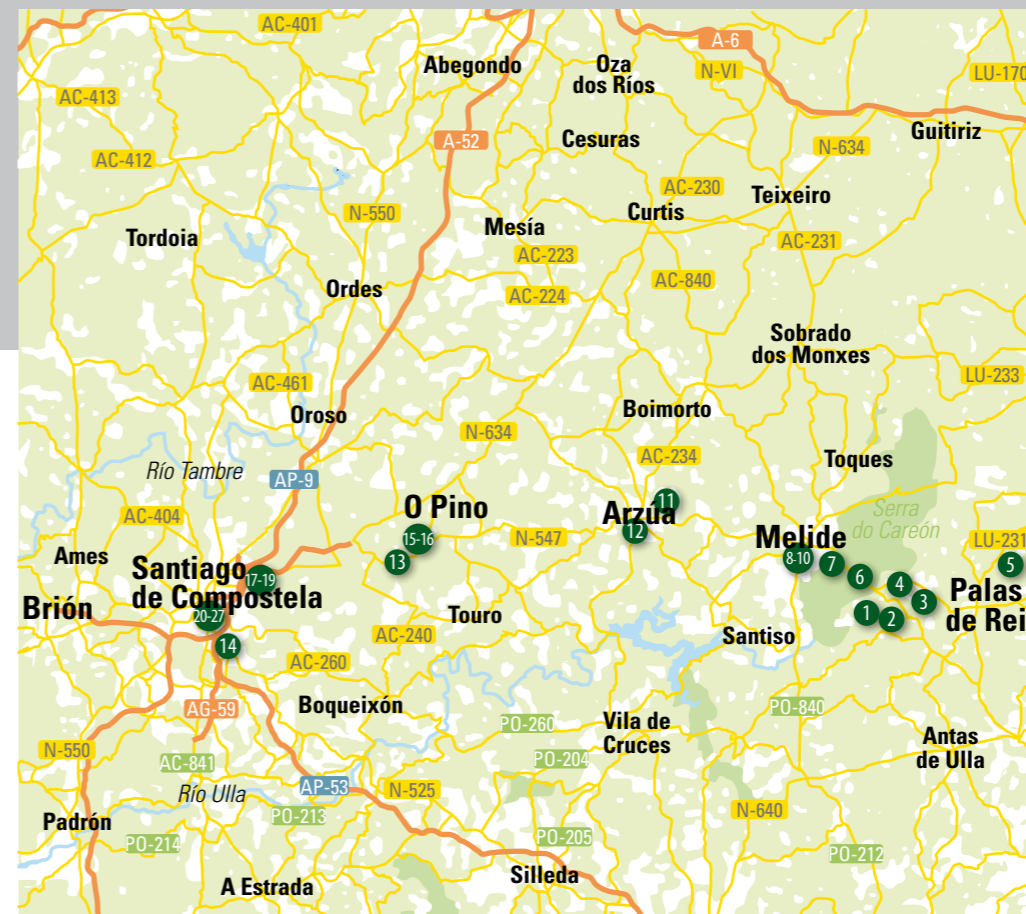 AC-401
A-6
Abegondo
Oza
dos Ríos
N-VI
LU-170
AC-413
Guitiriz
A-52
Cesuras
N-634
AC-412
AC-230
Teixeiro
N-550
Curtis
Mesía
Tordoia
AC-231
AC-223
AC-840
Ordes
AC-224
Sobrado
dos Monxes
LU-233
AC-461
Boimorto
Oroso
N-634
AC-234
Toques
Río Tambre
AP-9
11
O Pino
Arzúa
Serra
do Careón
AC-404
15-16
12
N-547
Melide
LU-231
Ames
13
8-10
7
5
Santiago
de Compostela
17-19
6
4
Palas
de Rei
3
Brión
20-27
Touro
1
2
AC-240
Santiso
14
AC-260
Boqueixón
AG-59
PO-840
PO-260
Vila de
Cruces
Antas
de Ulla
N-550
AC-841
PO-204
Río Ulla
AP-53
N-525
N-640
PO-213
Padrón
PO-214
PO-205
PO-212
Silleda
A Estrada